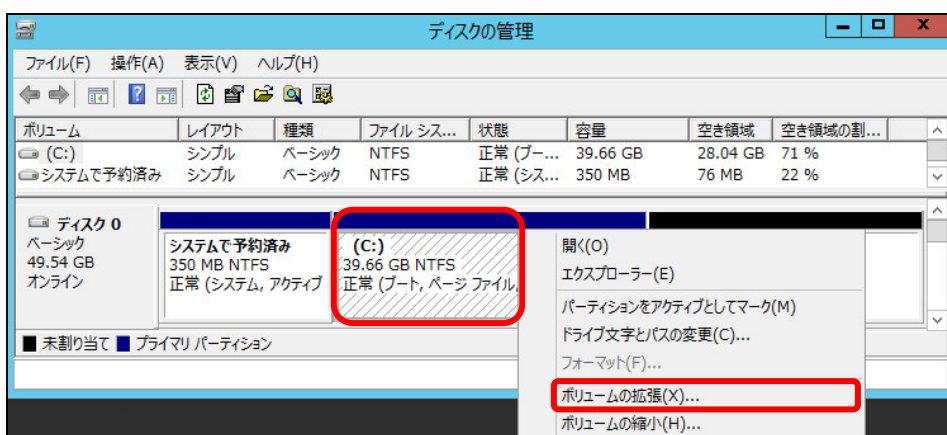 ディスクの管理
ファイル(F) 操作(A) 表示(V) ヘルプ(H)
ボリューム レイアウト 種類 ファイル シス... 状態 容量 空き領域 空き領域の割...
(C:) シンプル ベーシック NTFS 正常 (ブー... 39.66 GB 28.04 GB 71 %
システムで予約済み シンプル ベーシック NTFS 正常 (シス... 350 MB 76 MB 22 %
ディスク 0
ベーシック
49.54 GB
オンライン
システムで予約済み
350 MB NTFS
正常 (システム, アクティブ
(C:)
39.66 GB NTFS
正常 (ブート, ページ ファイル,
開く(O)
エクスプローラー(E)
パーティションをアクティブとしてマーク(M)
ドライブ文字とパスの変更(C)...
フォーマット(F)...
ボリュームの拡張(X)...
ボリュームの縮小(H)...
未割り当て プライマリ パーティション